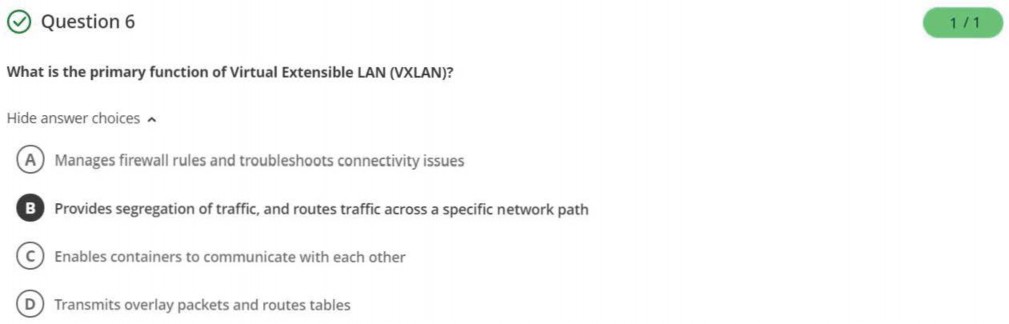 Question 6
1 / 1
What is the primary function of Virtual Extensible LAN (VXLAN)?
Hide answer choices
A Manages firewall rules and troubleshoots connectivity issues
B Provides segregation of traffic, and routes traffic across a specific network path
C Enables containers to communicate with each other
D Transmits overlay packets and routes tables